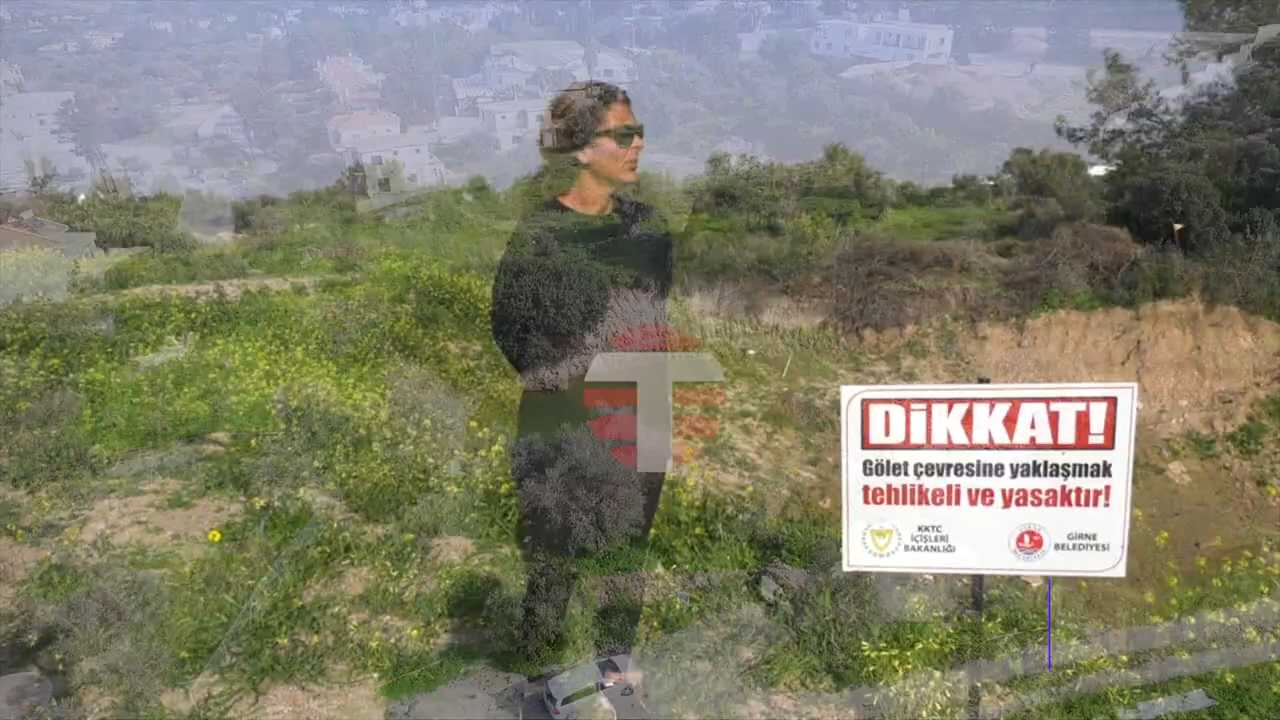 DİKKAT!
Gölet çevresine yaklaşmak
tehlikeli ve yasaktır!
KKTC
İÇİŞLERİ
BAKANLIĞI
GİRNE
BELEDİYESİ
T